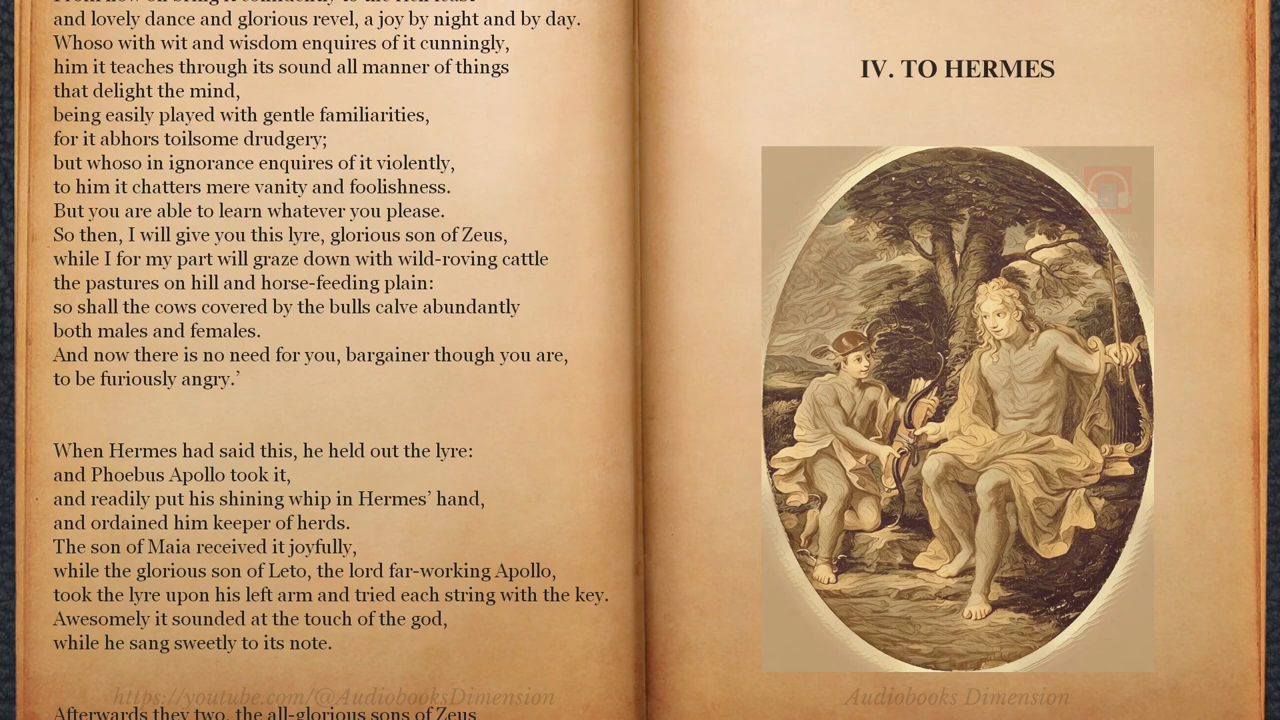 and lovely dance and glorious revel, a joy by night and by day.
Whoso with wit and wisdom enquires of it cunningly,
him it teaches through its sound all manner of things
that delight the mind,
being easily played with gentle familiarities,
for it abhors toilsome drudgery;
but whoso in ignorance enquires of it violently,
to him it chatters mere vanity and foolishness.
But you are able to learn whatever you please.
So then, I will give you this lyre, glorious son of Zeus,
while I for my part will graze down with wild-roving cattle
the pastures on hill and horse-feeding plain:
so shall the cows covered by the bulls calve abundantly
both males and females.
And now there is no need for you, bargainer though you are,
to be furiously angry.’
When Hermes had said this, he held out the lyre:
and Phoebus Apollo took it,
and readily put his shining whip in Hermes’ hand,
and ordained him keeper of herds.
The son of Maia received it joyfully,
while the glorious son of Leto, the lord far-working Apollo,
took the lyre upon his left arm and tried each string with the key.
Awesomely it sounded at the touch of the god,
while he sang sweetly to its note.
Afterwards they two, the all-glorious sons of Zeus
https://youtube.com/@AudiobooksDimension
IV. TO HERMES
Audiobooks Dimension